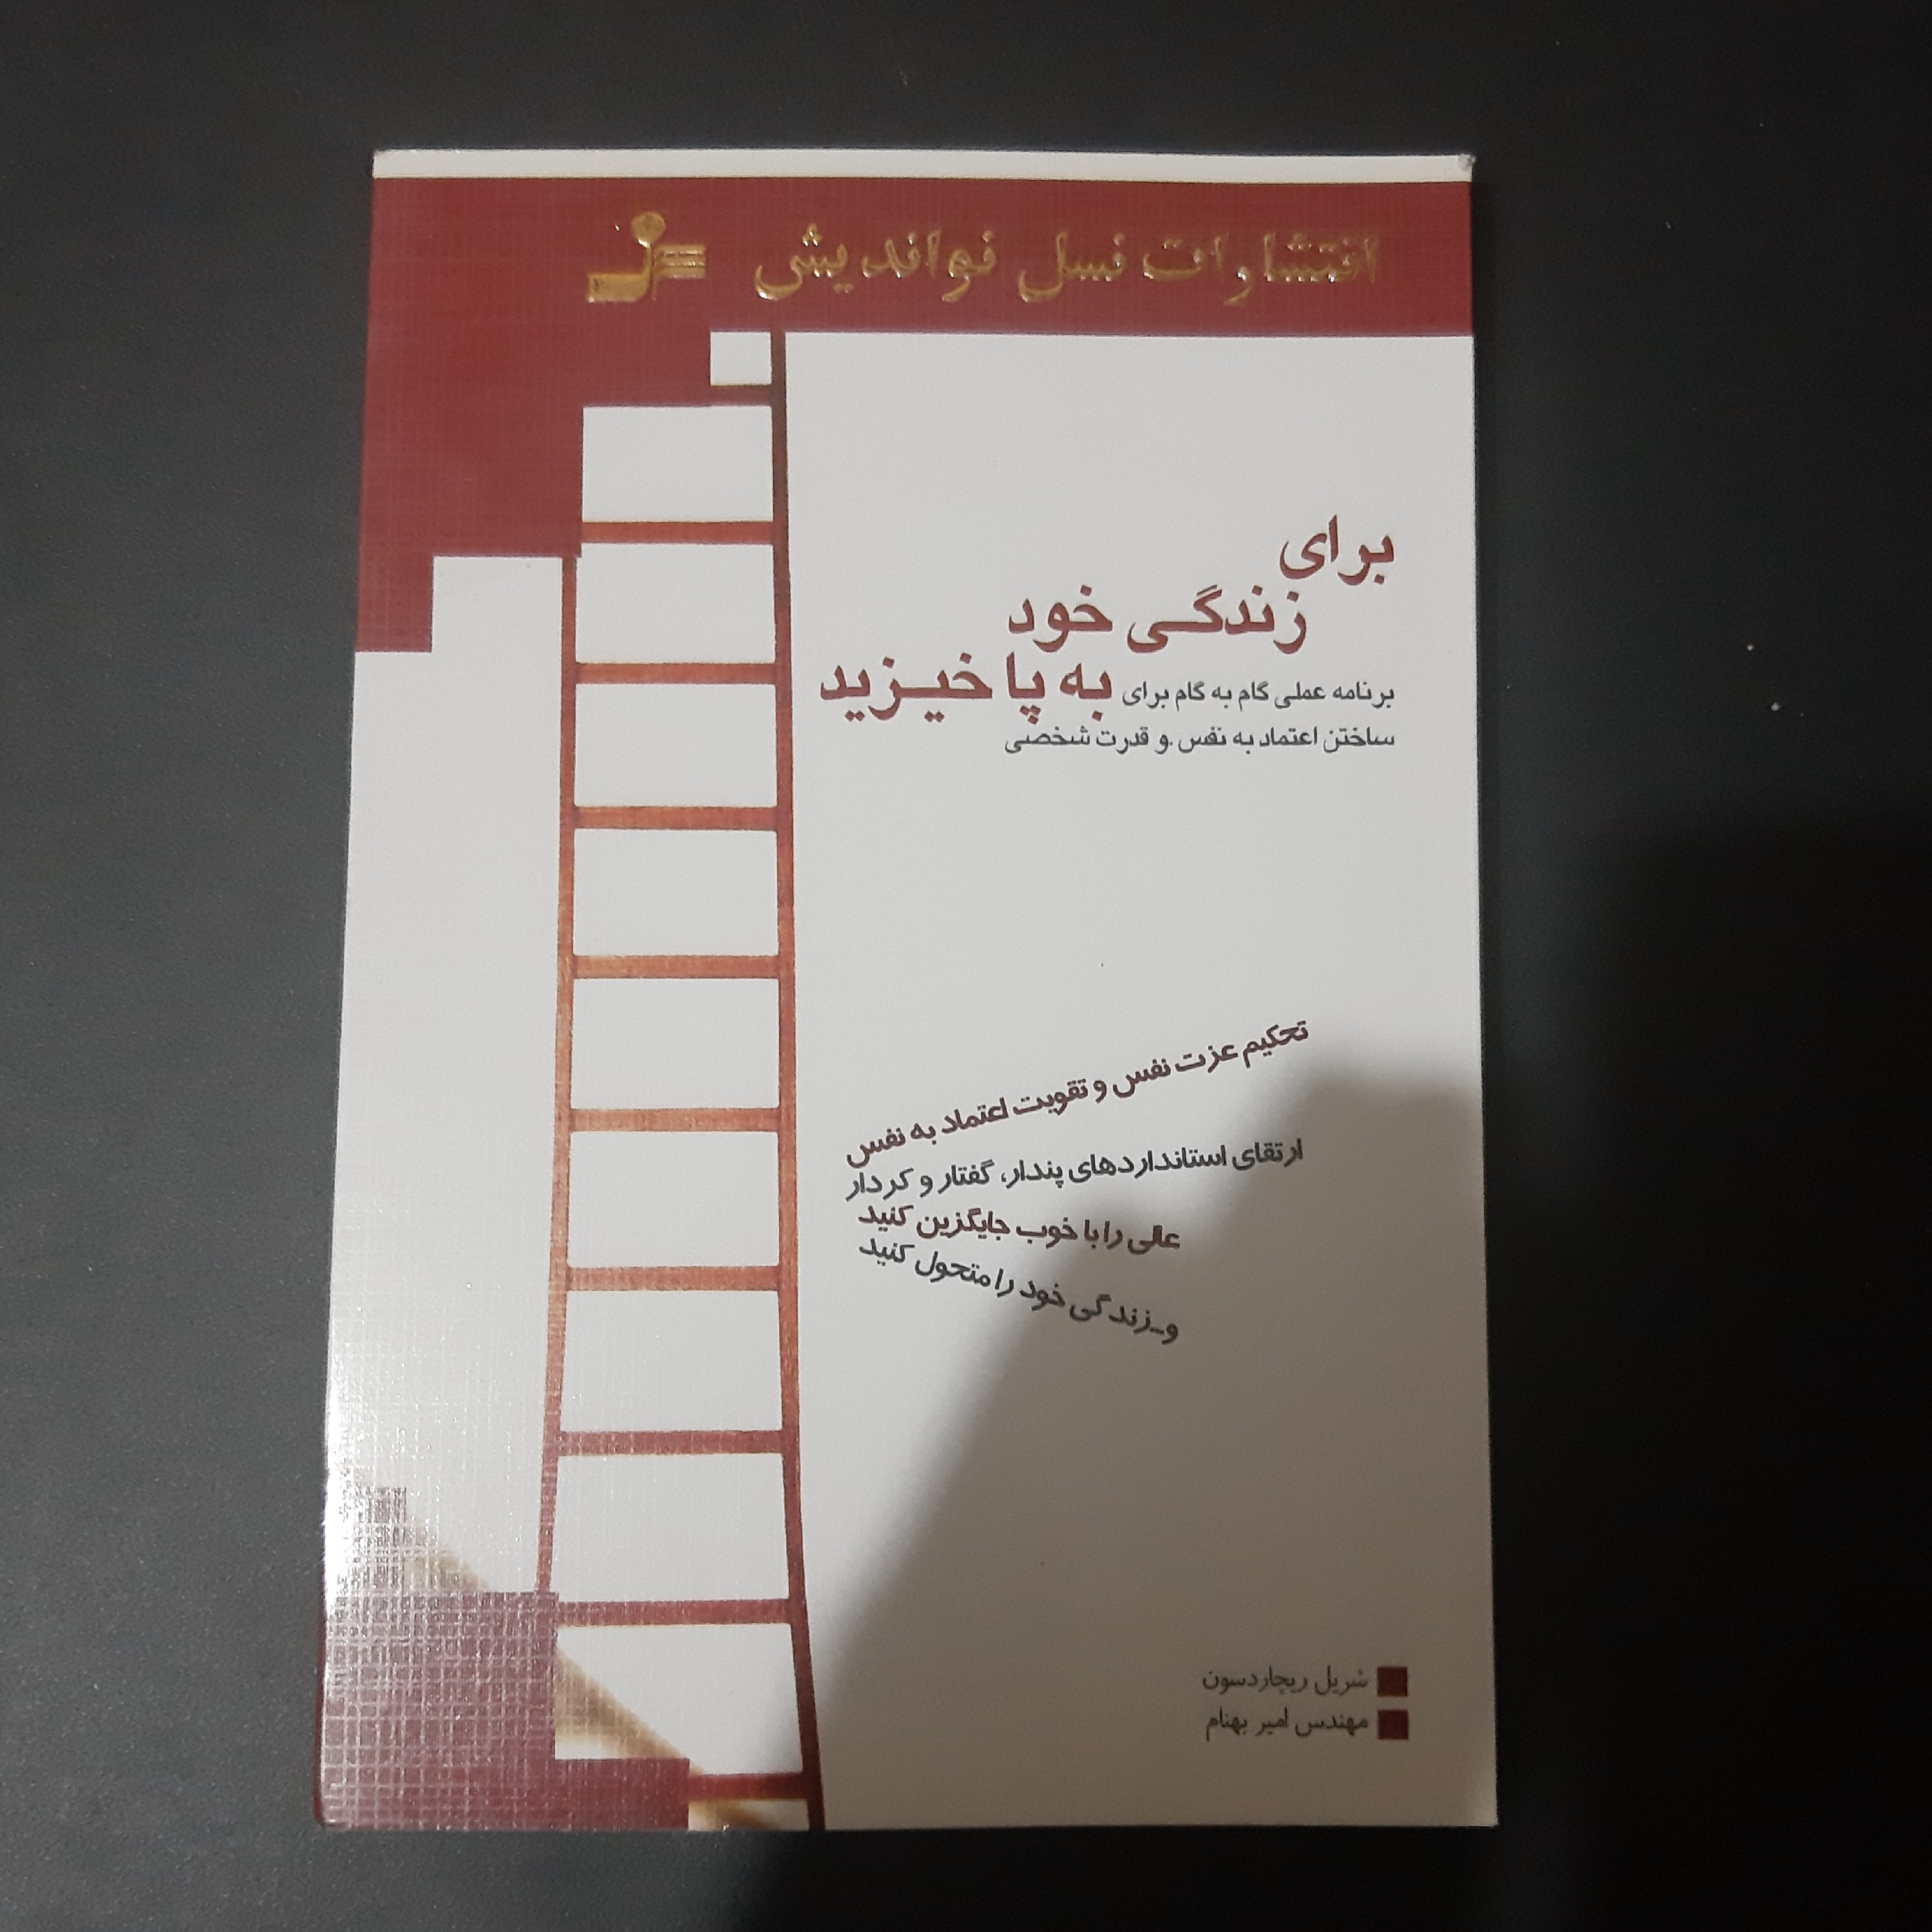 انتشارات نسل نواندیش
برای
زندگی خود
به پا خیزید
برنامه عملی گام به گام برای
ساختن اعتماد به نفس .و قدرت شخصی
تحکیم عزت نفس و تقویت اعتماد به نفس
ارتقای استانداردهای پندار، گفتار و کردار
عالی را با خوب جایگزین کنید
و زندگی خود را متحول کنید
شریل ریچاردسون
مهندس امیر بهنام